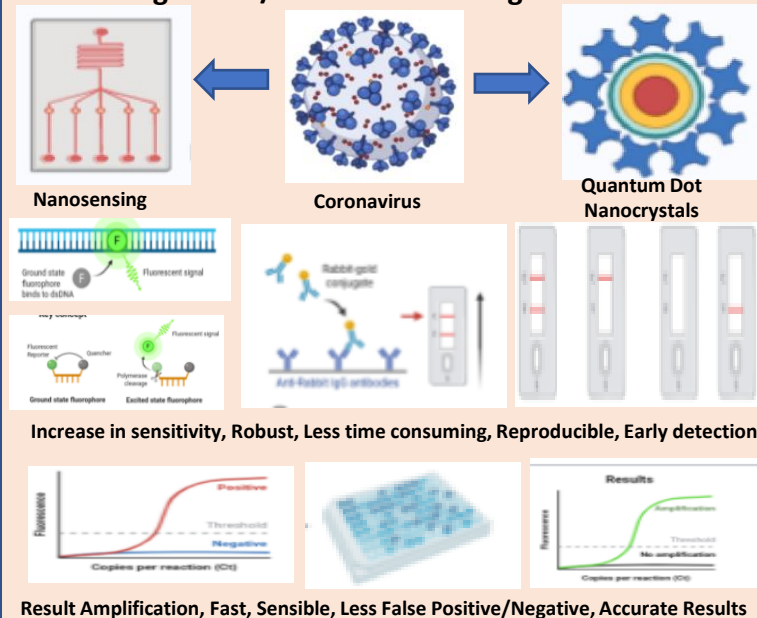 Nanosensing
Coronavirus
Quantum Dot
Nanocrystals
F
Ground state
fluorophore
binds to dsDNA
F
Fluorescent signal
Rabbit-gold
conjugate
Anti-Rabbit IgG antibodies
Key concept
Fluorescent signal
Fluorescent
Reporter
Quencher
F
Polymerase
cleavage
Ground state fluorophore
Excited state fluorophore
Increase in sensitivity, Robust, Less time consuming, Reproducible, Early detection
Fluorescence
Positive
Threshold
Negative
Copies per reaction (Ct)
Results
Fluorescence
Amplification
Threshold
No amplification
Copies per reaction (Ct)
Result Amplification, Fast, Sensible, Less False Positive/Negative, Accurate Results